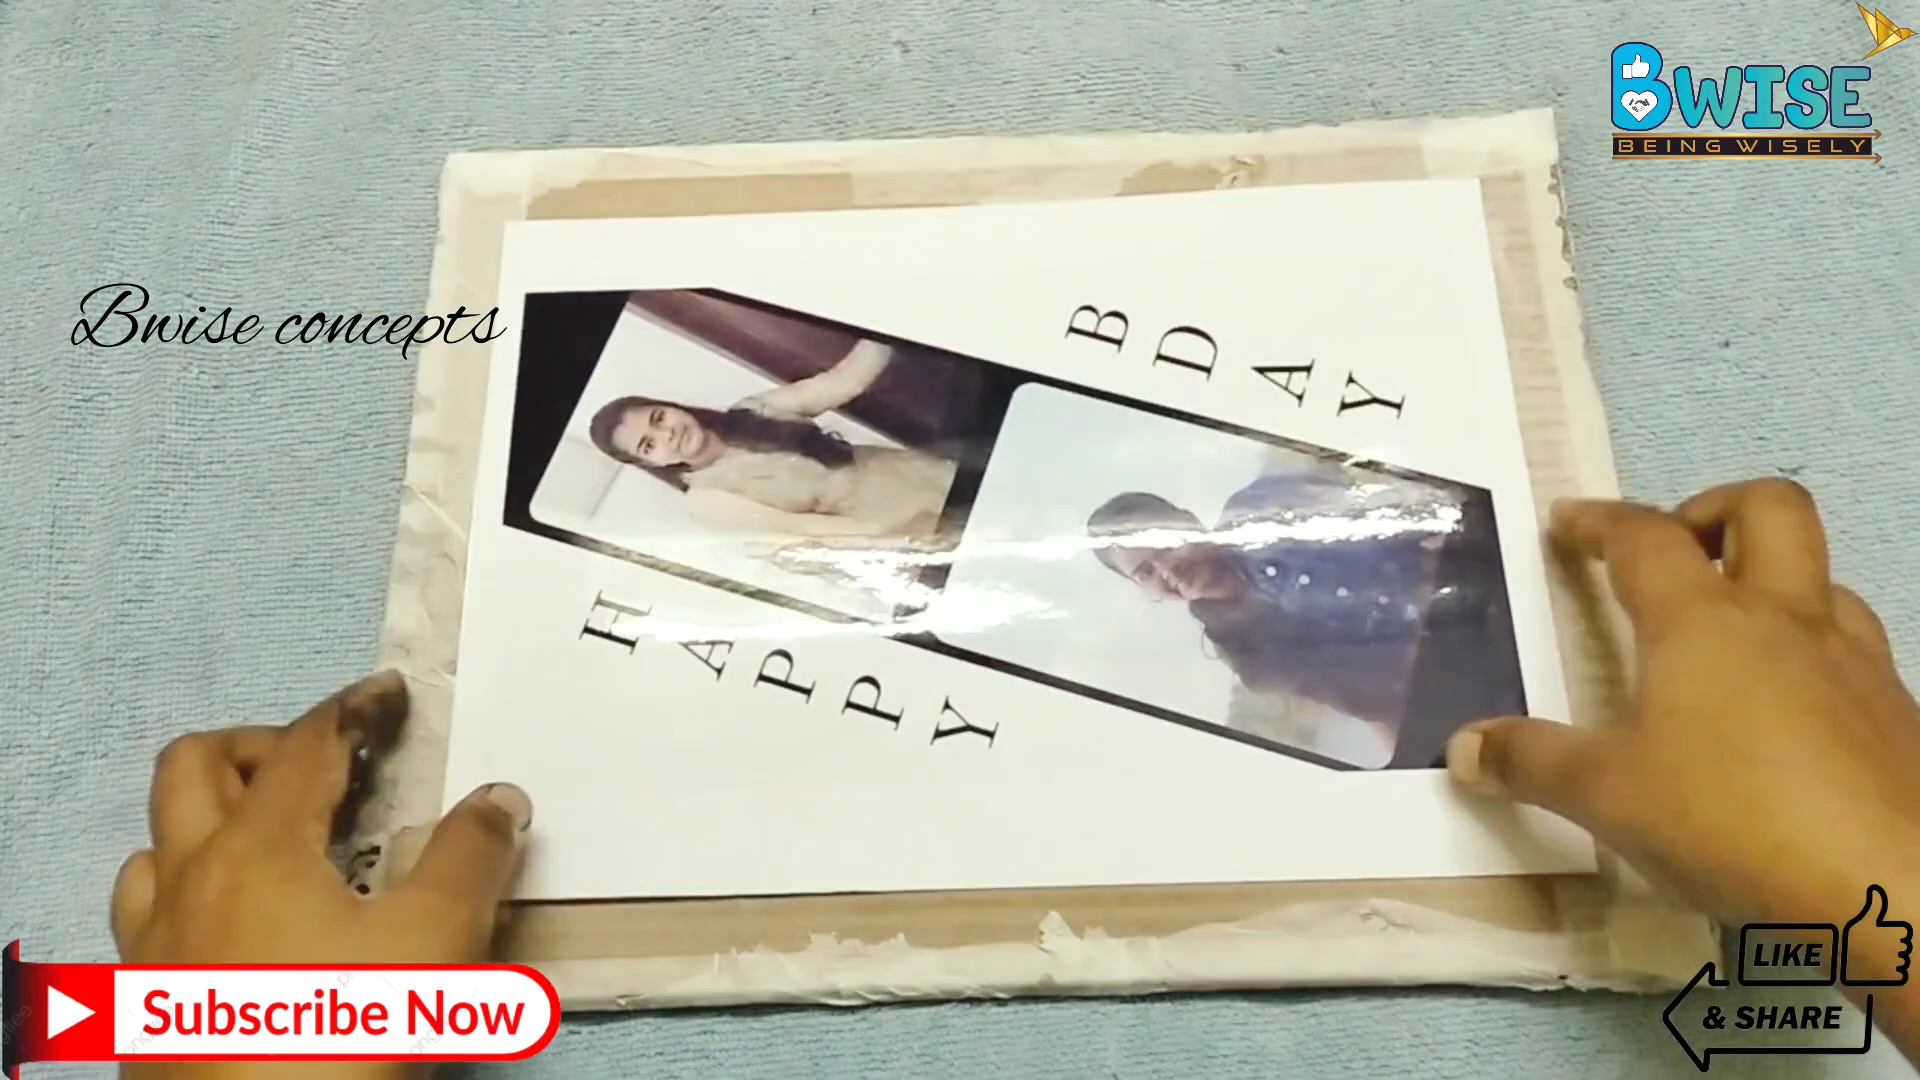 BWISE
BEING WISELY
Bwise concepts
B D A Y
H A P P Y
LIKE
& SHARE
Subscribe Now